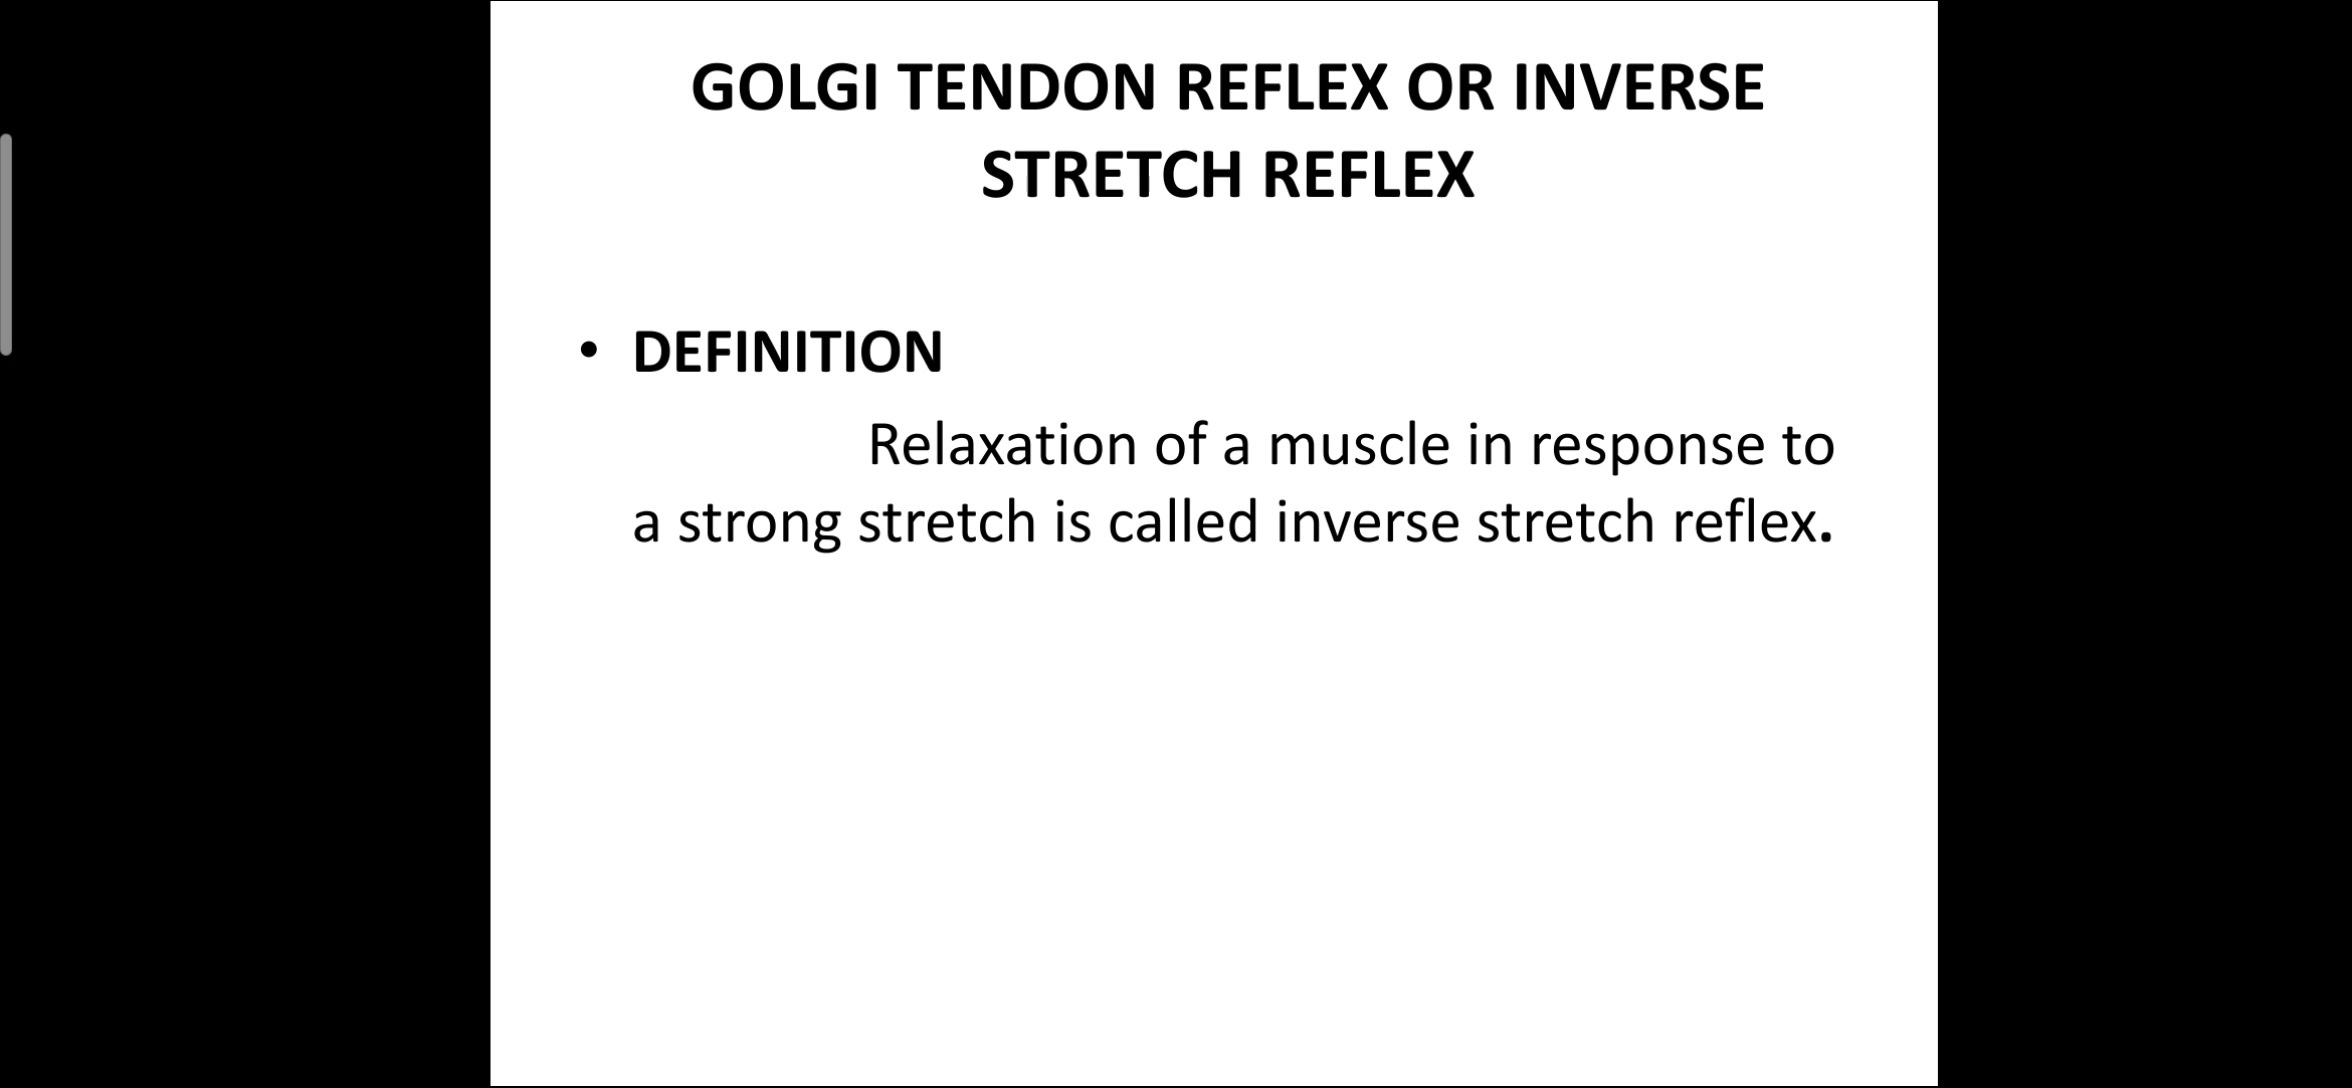 GOLGI TENDON REFLEX OR INVERSE
STRETCH REFLEX
• DEFINITION
Relaxation of a muscle in response to
a strong stretch is called inverse stretch reflex.